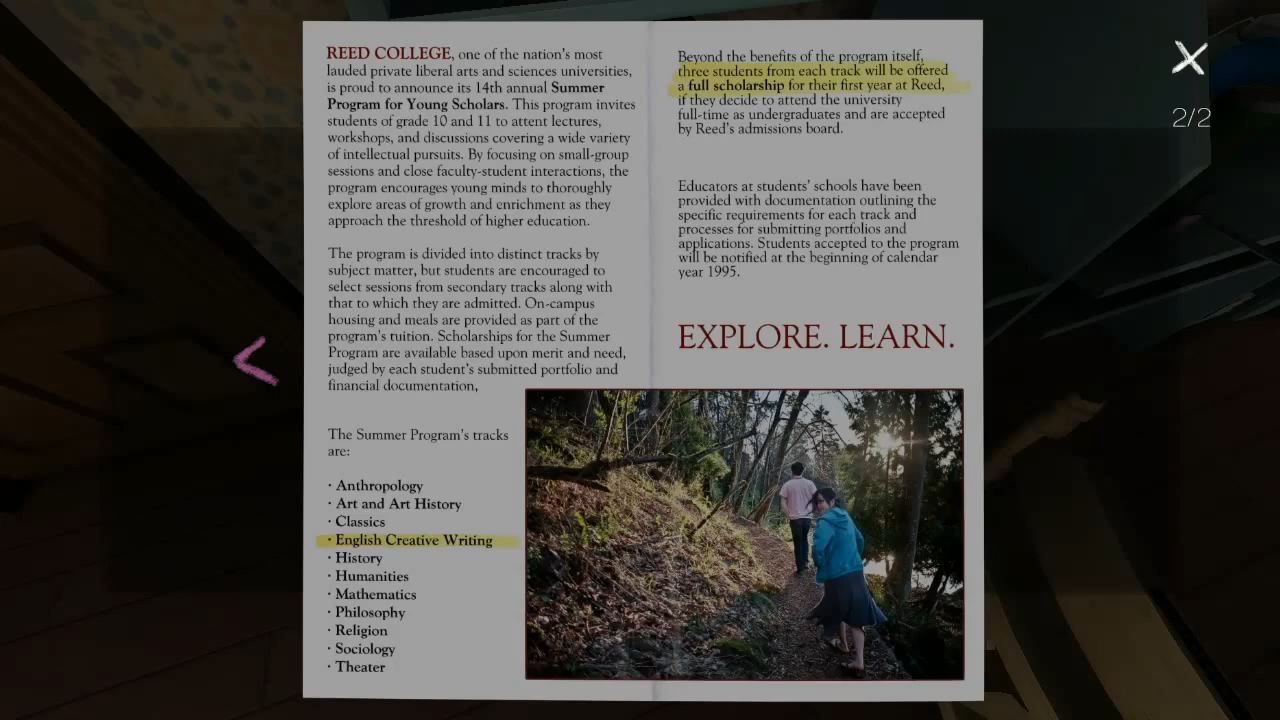 REED COLLEGE, one of the nation's most
lauded private liberal arts and sciences universities,
is proud to announce its 14th annual Summer
Program for Young Scholars. This program invites
students of grade 10 and 11 to attent lectures,
workshops, and discussions covering a wide variety
of intellectual pursuits. By focusing on small-group
sessions and close faculty-student interactions, the
program encourages young minds to thoroughly
explore areas of growth and enrichment as they
approach the threshold of higher education.
The program is divided into distinct tracks by
subject matter, but students are encouraged to
select sessions from secondary tracks along with
that to which they are admitted. On-campus
housing and meals are provided as part of the
program's tuition. Scholarships for the Summer
Program are available based upon merit and need,
judged by each student's submitted portfolio and
financial documentation,
The Summer Program's tracks
are:
· Anthropology
· Art and Art History
· Classics
· English Creative Writing
· History
· Humanities
· Mathematics
· Philosophy
· Religion
· Sociology
· Theater
Beyond the benefits of the program itself,
three students from each track will be offered
a full scholarship for their first year at Reed,
if they decide to attend the university
full-time as undergraduates and are accepted
by Reed's admissions board.
Educators at students' schools have been
provided with documentation outlining the
specific requirements for each track and
processes for submitting portfolios and
applications. Students accepted to the program
will be notified at the beginning of calendar
year 1995.
EXPLORE. LEARN.
2/2